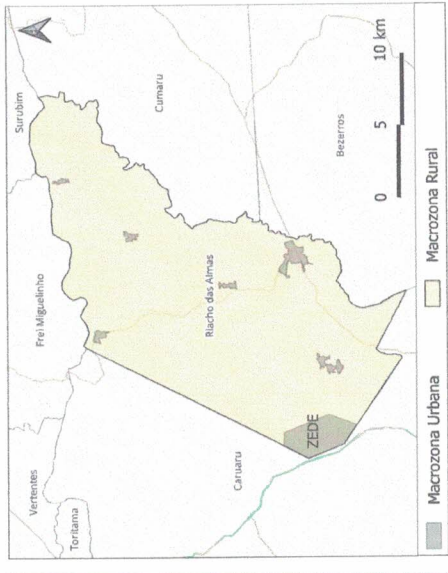 Surubim
Frei Miguelinho
Cumaru
Vertentes
Toritama
Riacho das Almas
Caruaru
Bezerros
ZEDE
0 5 10 km
Macrozona Urbana
Macrozona Rural